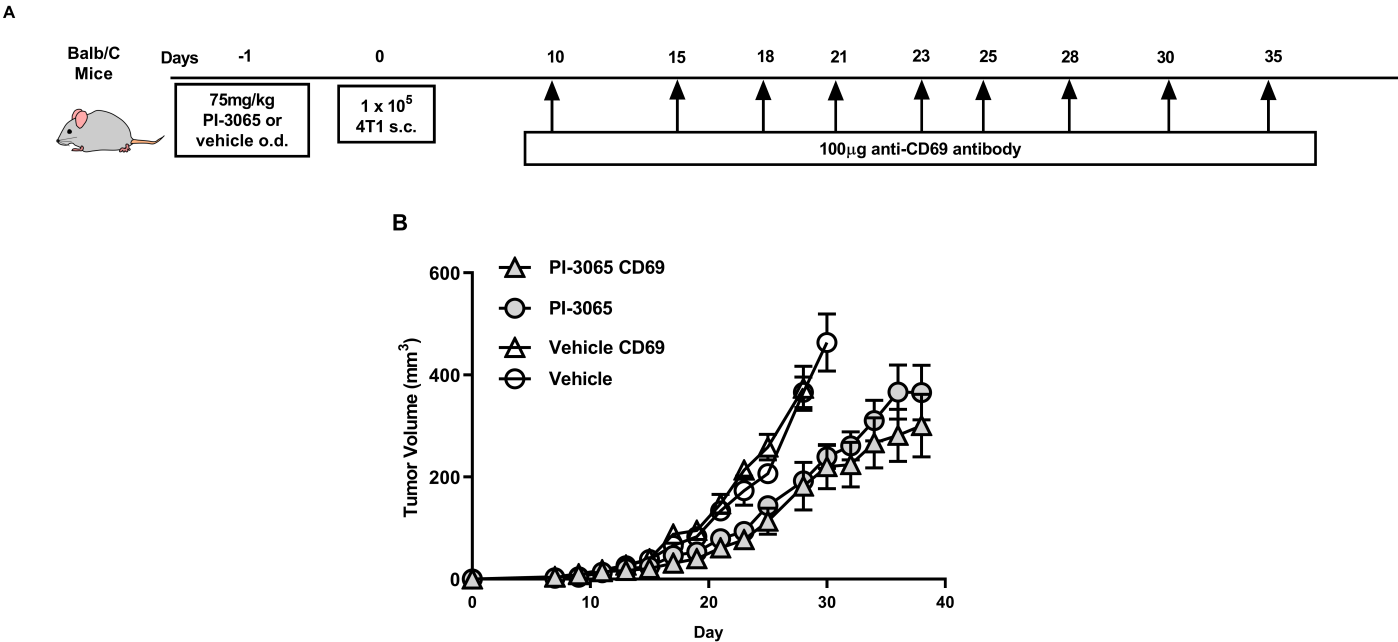 A
Balb/C
Mice
Days -1 0 10 15 18 21 23 25 28 30 35
75mg/kg
PI-3065 or
vehicle o.d.
1 x 10⁵
4T1 s.c.
100μg anti-CD69 antibody
B
PI-3065 CD69
PI-3065
Vehicle CD69
Vehicle
Tumor Volume (mm³)
600
400
200
0
0 10 20 30 40
Day